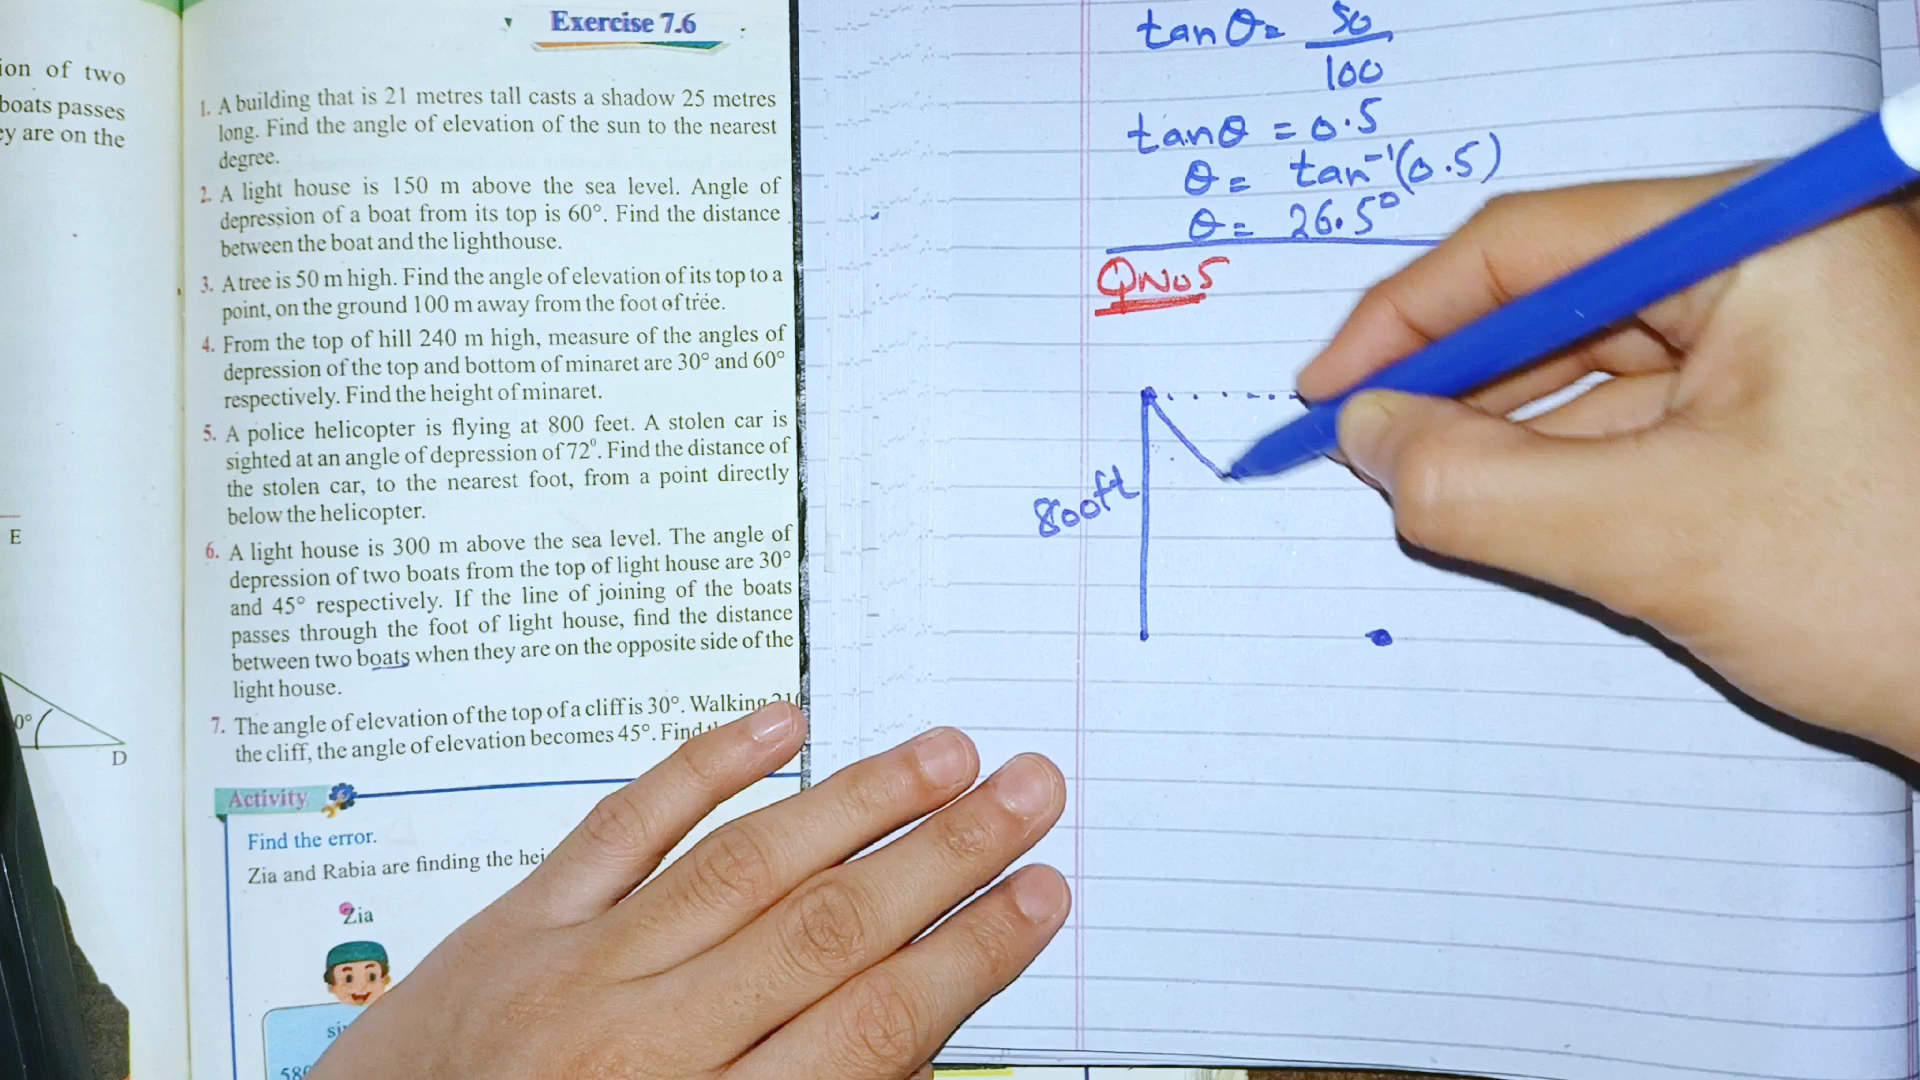 ion of two
boats passes
ey are on the
E
0°
D
Exercise 7.6
1. A building that is 21 metres tall casts a shadow 25 metres
long. Find the angle of elevation of the sun to the nearest
degree.
2. A light house is 150 m above the sea level. Angle of
depression of a boat from its top is 60°. Find the distance
between the boat and the lighthouse.
3. A tree is 50 m high. Find the angle of elevation of its top to a
point, on the ground 100 m away from the foot of tree.
4. From the top of hill 240 m high, measure of the angles of
depression of the top and bottom of minaret are 30° and 60°
respectively. Find the height of minaret.
5. A police helicopter is flying at 800 feet. A stolen car is
sighted at an angle of depression of 72°. Find the distance of
the stolen car, to the nearest foot, from a point directly
below the helicopter.
6. A light house is 300 m above the sea level. The angle of
depression of two boats from the top of light house are 30°
and 45° respectively. If the line of joining of the boats
passes through the foot of light house, find the distance
between two boats when they are on the opposite side of the
light house.
7. The angle of elevation of the top of a cliff is 30°. Walking 210
the cliff, the angle of elevation becomes 45°. Find
Activity
Find the error.
Zia and Rabia are finding the hei
Zia
si
580
tan θ = 50
100
tan θ = 0.5
θ = tan⁻¹(0.5)
θ = 26.5°
QNo5
800ft